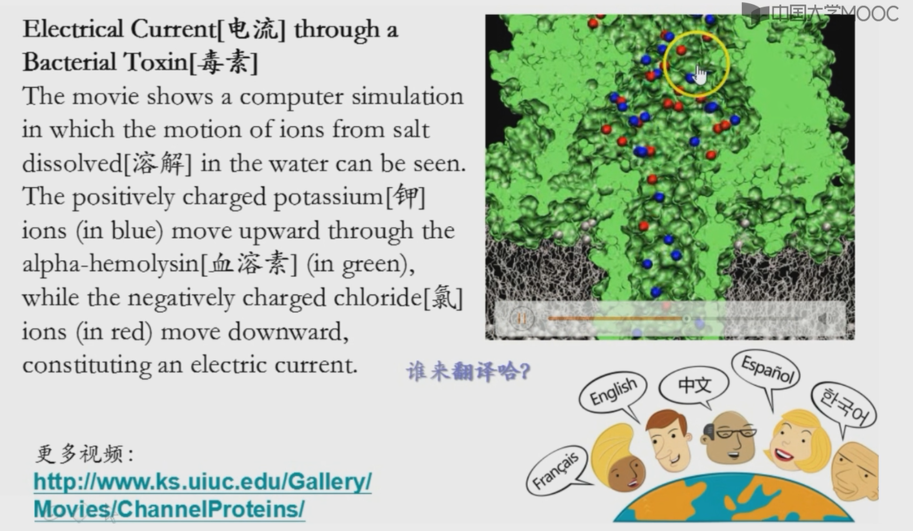 中国大学MOOC
Electrical Current[电流] through a
Bacterial Toxin[毒素]
The movie shows a computer simulation
in which the motion of ions from salt
dissolved[溶解] in the water can be seen.
The positively charged potassium[钾]
ions (in blue) move upward through the
alpha-hemolysin[血溶素] (in green),
while the negatively charged chloride[氯]
ions (in red) move downward,
constituting an electric current.
谁来翻译哈?
Français
English
中文
Español
한국어
更多视频:
http://www.ks.uiuc.edu/Gallery/
Movies/ChannelProteins/